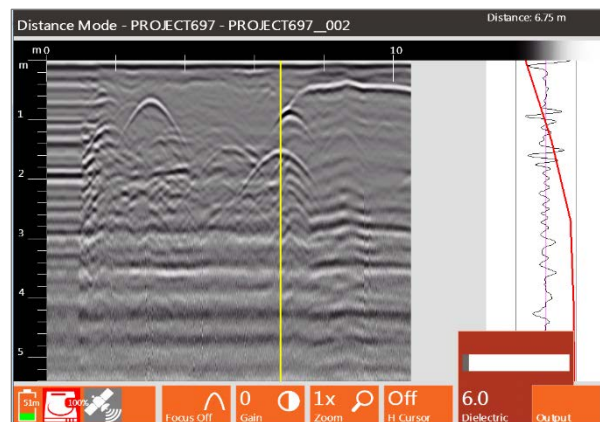 Distance Mode - PROJECT697 - PROJECT697__002
Distance: 6.75 m
m0
10
m
1
2
3
4
5
51m
100%
Focus Off
0
Gain
1x
Zoom
Off
H Cursor
6.0
Dielectric
Output